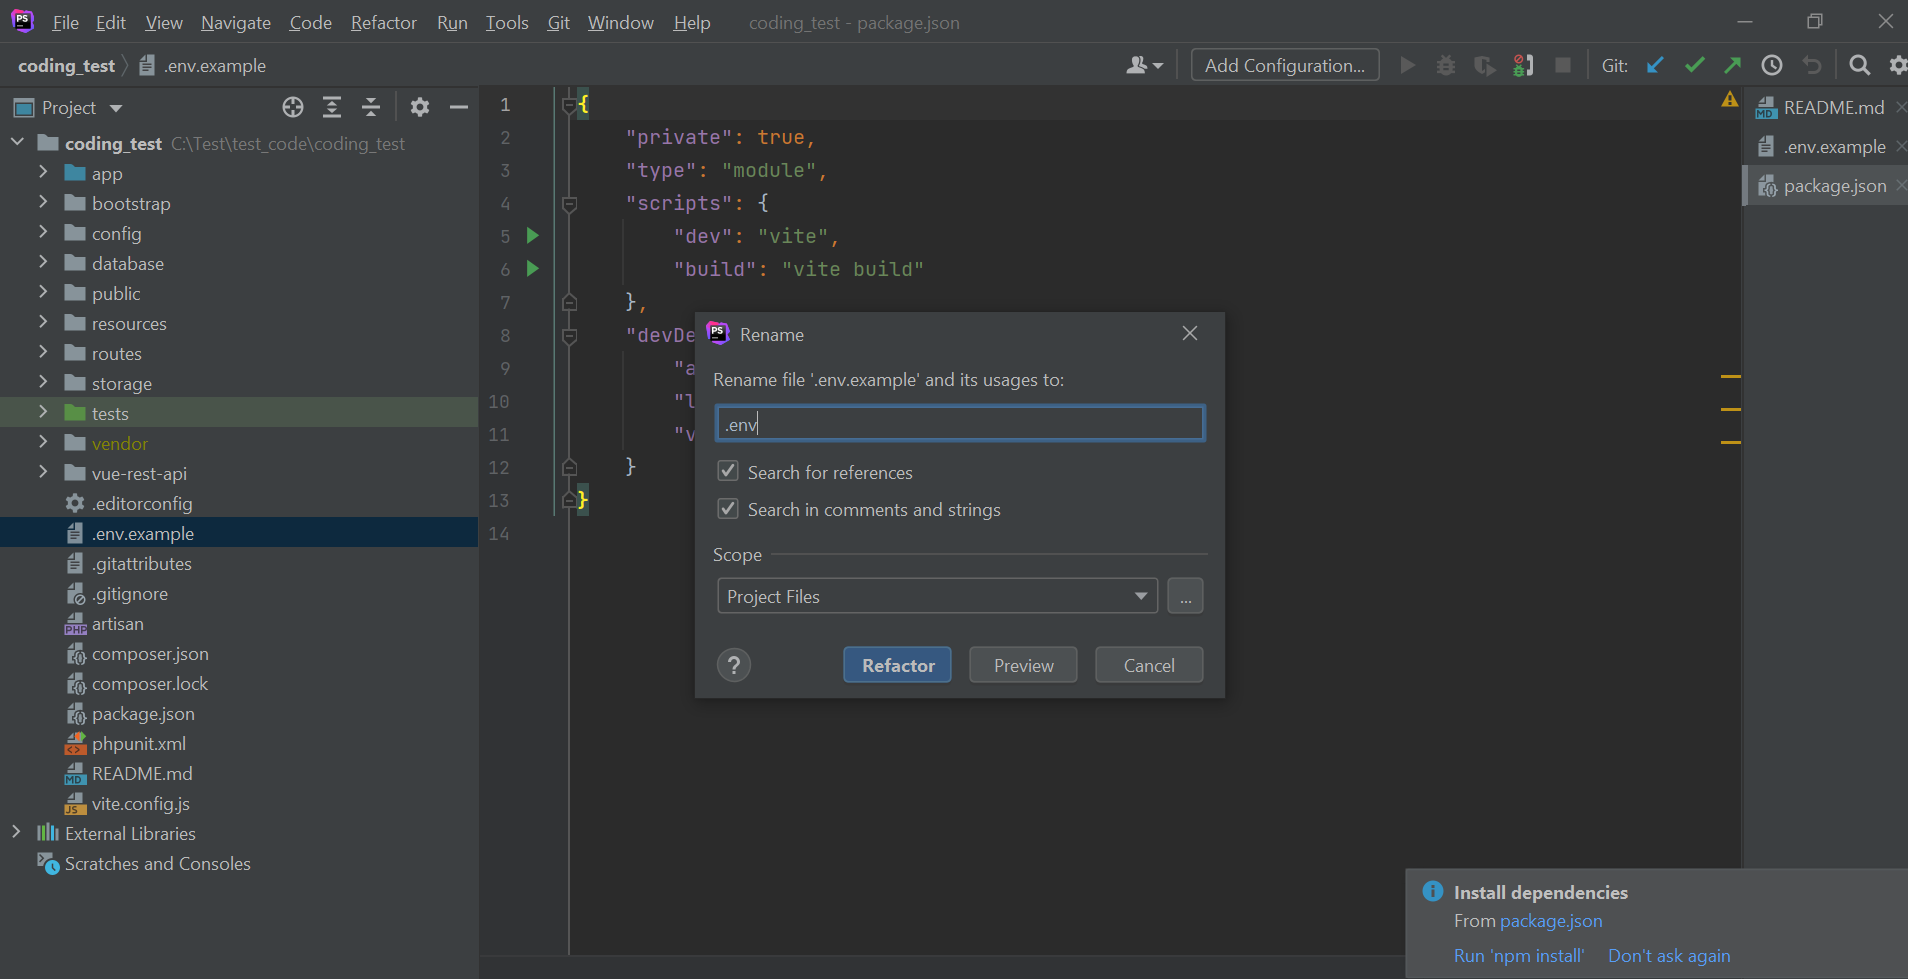 PS File Edit View Navigate Code Refactor Run Tools Git Window Help coding_test - package.json
coding_test .env.example Add Configuration... Git:
Project
coding_test C:\Test\test_code\coding_test
app
bootstrap
config
database
public
resources
routes
storage
tests
vendor
vue-rest-api
.editorconfig
.env.example
.gitattributes
.gitignore
PHP artisan
composer.json
composer.lock
package.json
phpunit.xml
MD README.md
JS vite.config.js
External Libraries
Scratches and Consoles
1 {
2 "private": true,
3 "type": "module",
4 "scripts": {
5 "dev": "vite",
6 "build": "vite build"
7 },
8 "devDe
9 "a
10 "l
11 "v
12 }
13 }
14
PS Rename
Rename file '.env.example' and its usages to:
.env
Search for references
Search in comments and strings
Scope
Project Files ...
? Refactor Preview Cancel
MD README.md
.env.example
package.json
Install dependencies
From package.json
Run 'npm install' Don't ask again